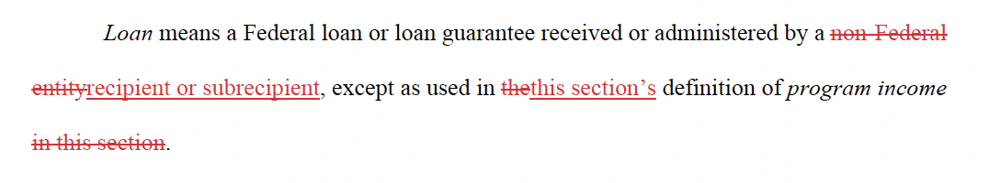 Loan means a Federal loan or loan guarantee received or administered by a non-Federal
entityrecipient or subrecipient, except as used in thethis section’s definition of program income
in this section.